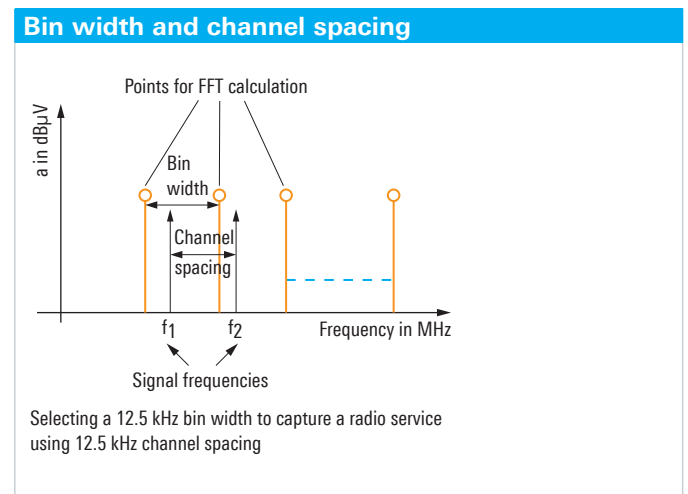 Bin width and channel spacing
Points for FFT calculation
a in dBµV
Bin
width
Channel
spacing
f1
f2
Frequency in MHz
Signal frequencies
Selecting a 12.5 kHz bin width to capture a radio service
using 12.5 kHz channel spacing